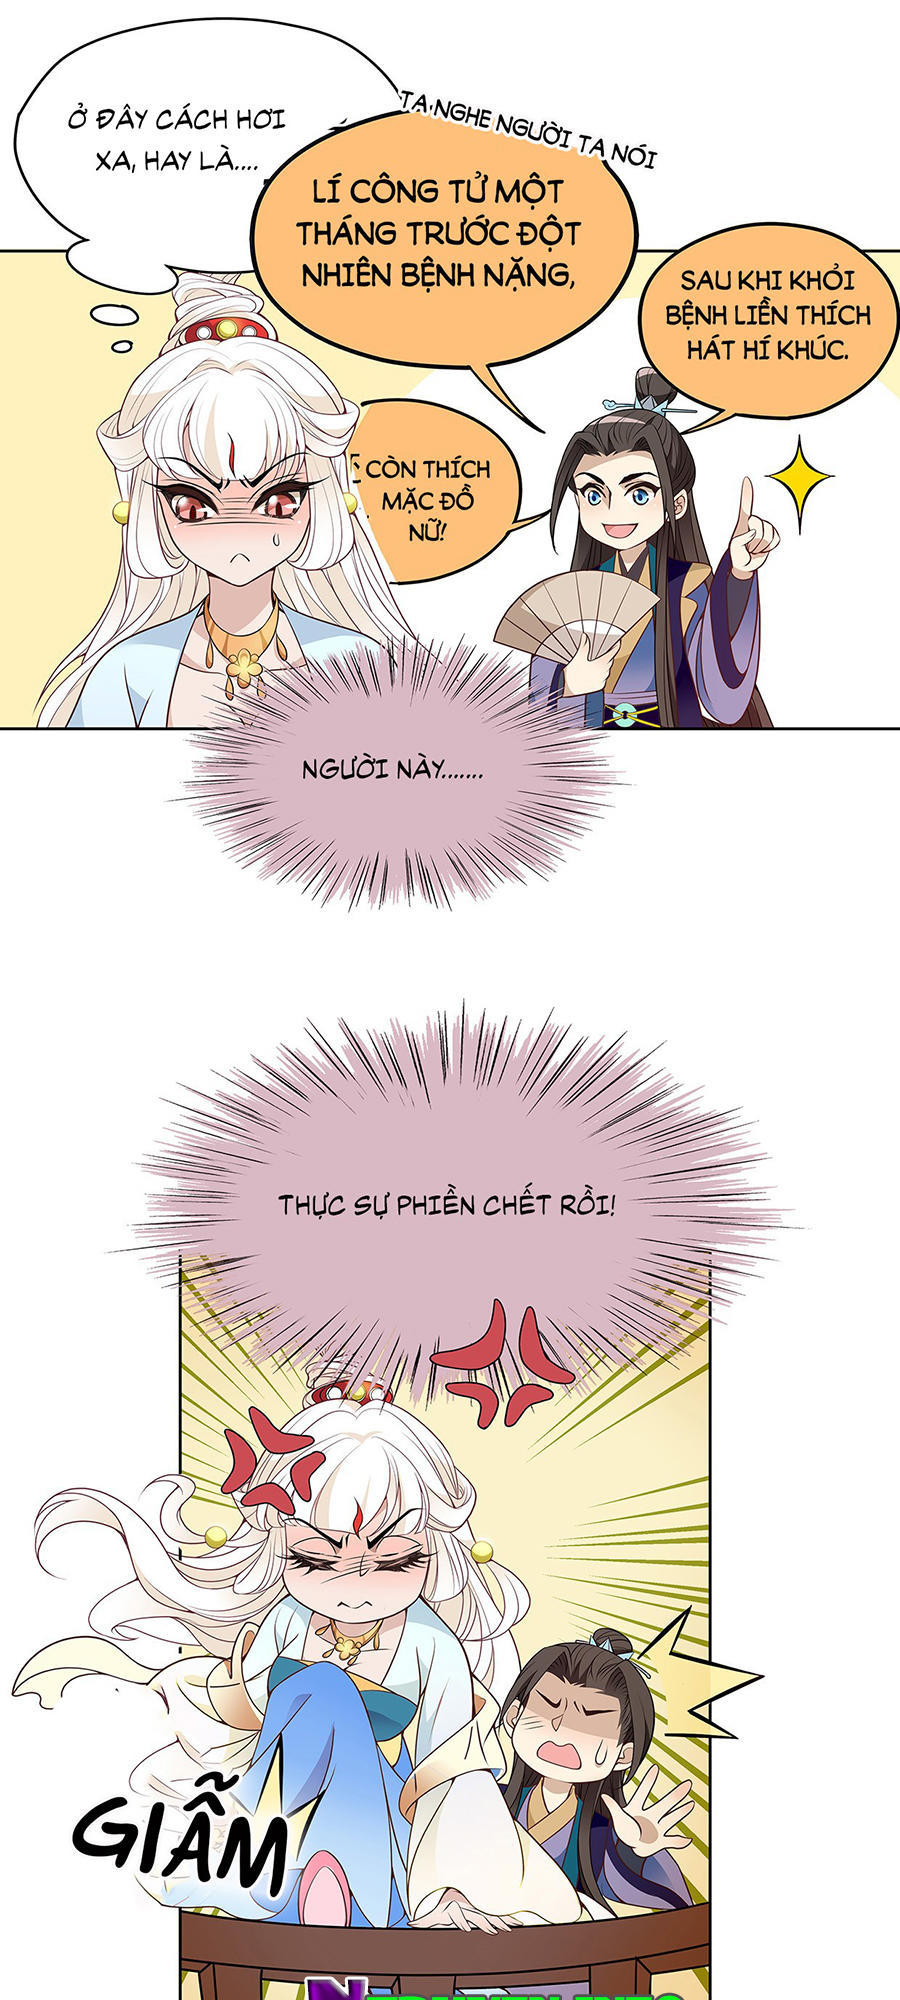 Ở ĐÂY CÁCH HƠI
XA, HAY LÀ....
TA NGHE NGƯỜI TA NÓI
LÍ CÔNG TỬ MỘT
THÁNG TRƯỚC ĐỘT
NHIÊN BỆNH NẶNG,
SAU KHI KHỎI
BỆNH LIỀN THÍCH
HÁT HÍ KHÚC.
CÒN THÍCH
MẶC ĐỒ
NỮ!
NGƯỜI NÀY.......
THỰC SỰ PHIỀN CHẾT RỒI!
GIẪM
NETTRUYEN.INFO